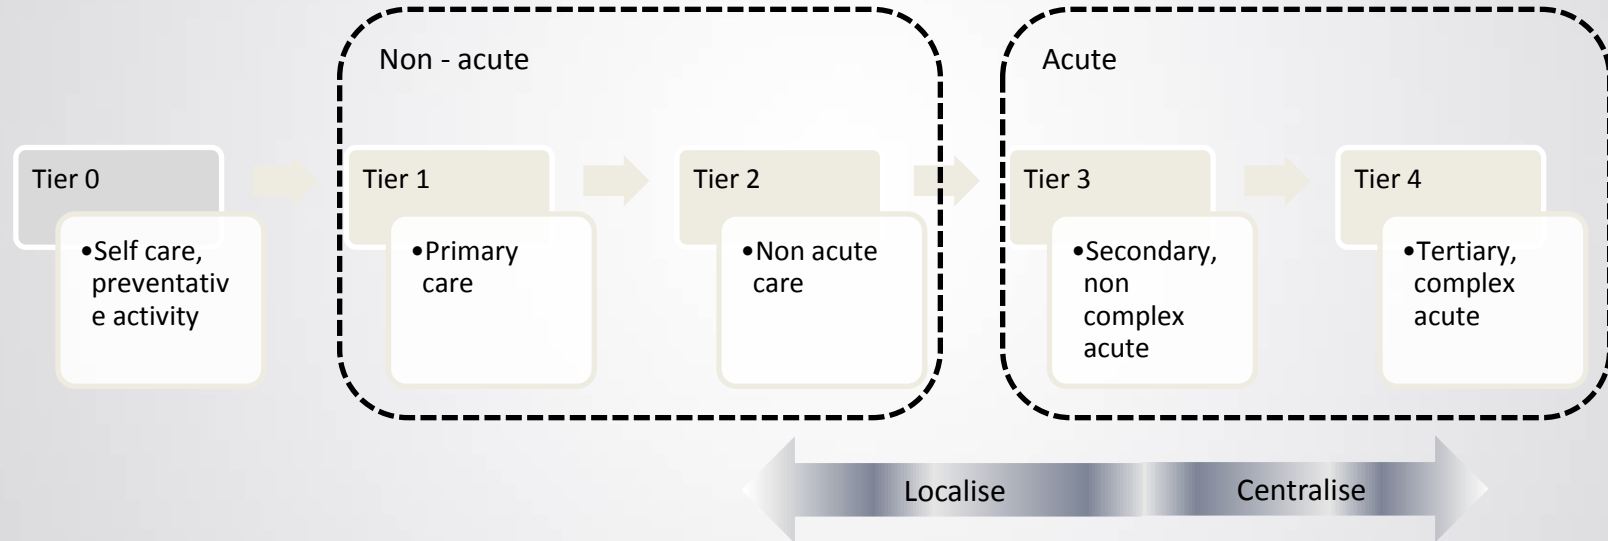 Non - acute
Acute
Tier 0
•Self care,
preventativ
e activity
Tier 1
•Primary
care
Tier 2
•Non acute
care
Tier 3
•Secondary,
non
complex
acute
Tier 4
•Tertiary,
complex
acute
Localise
Centralise